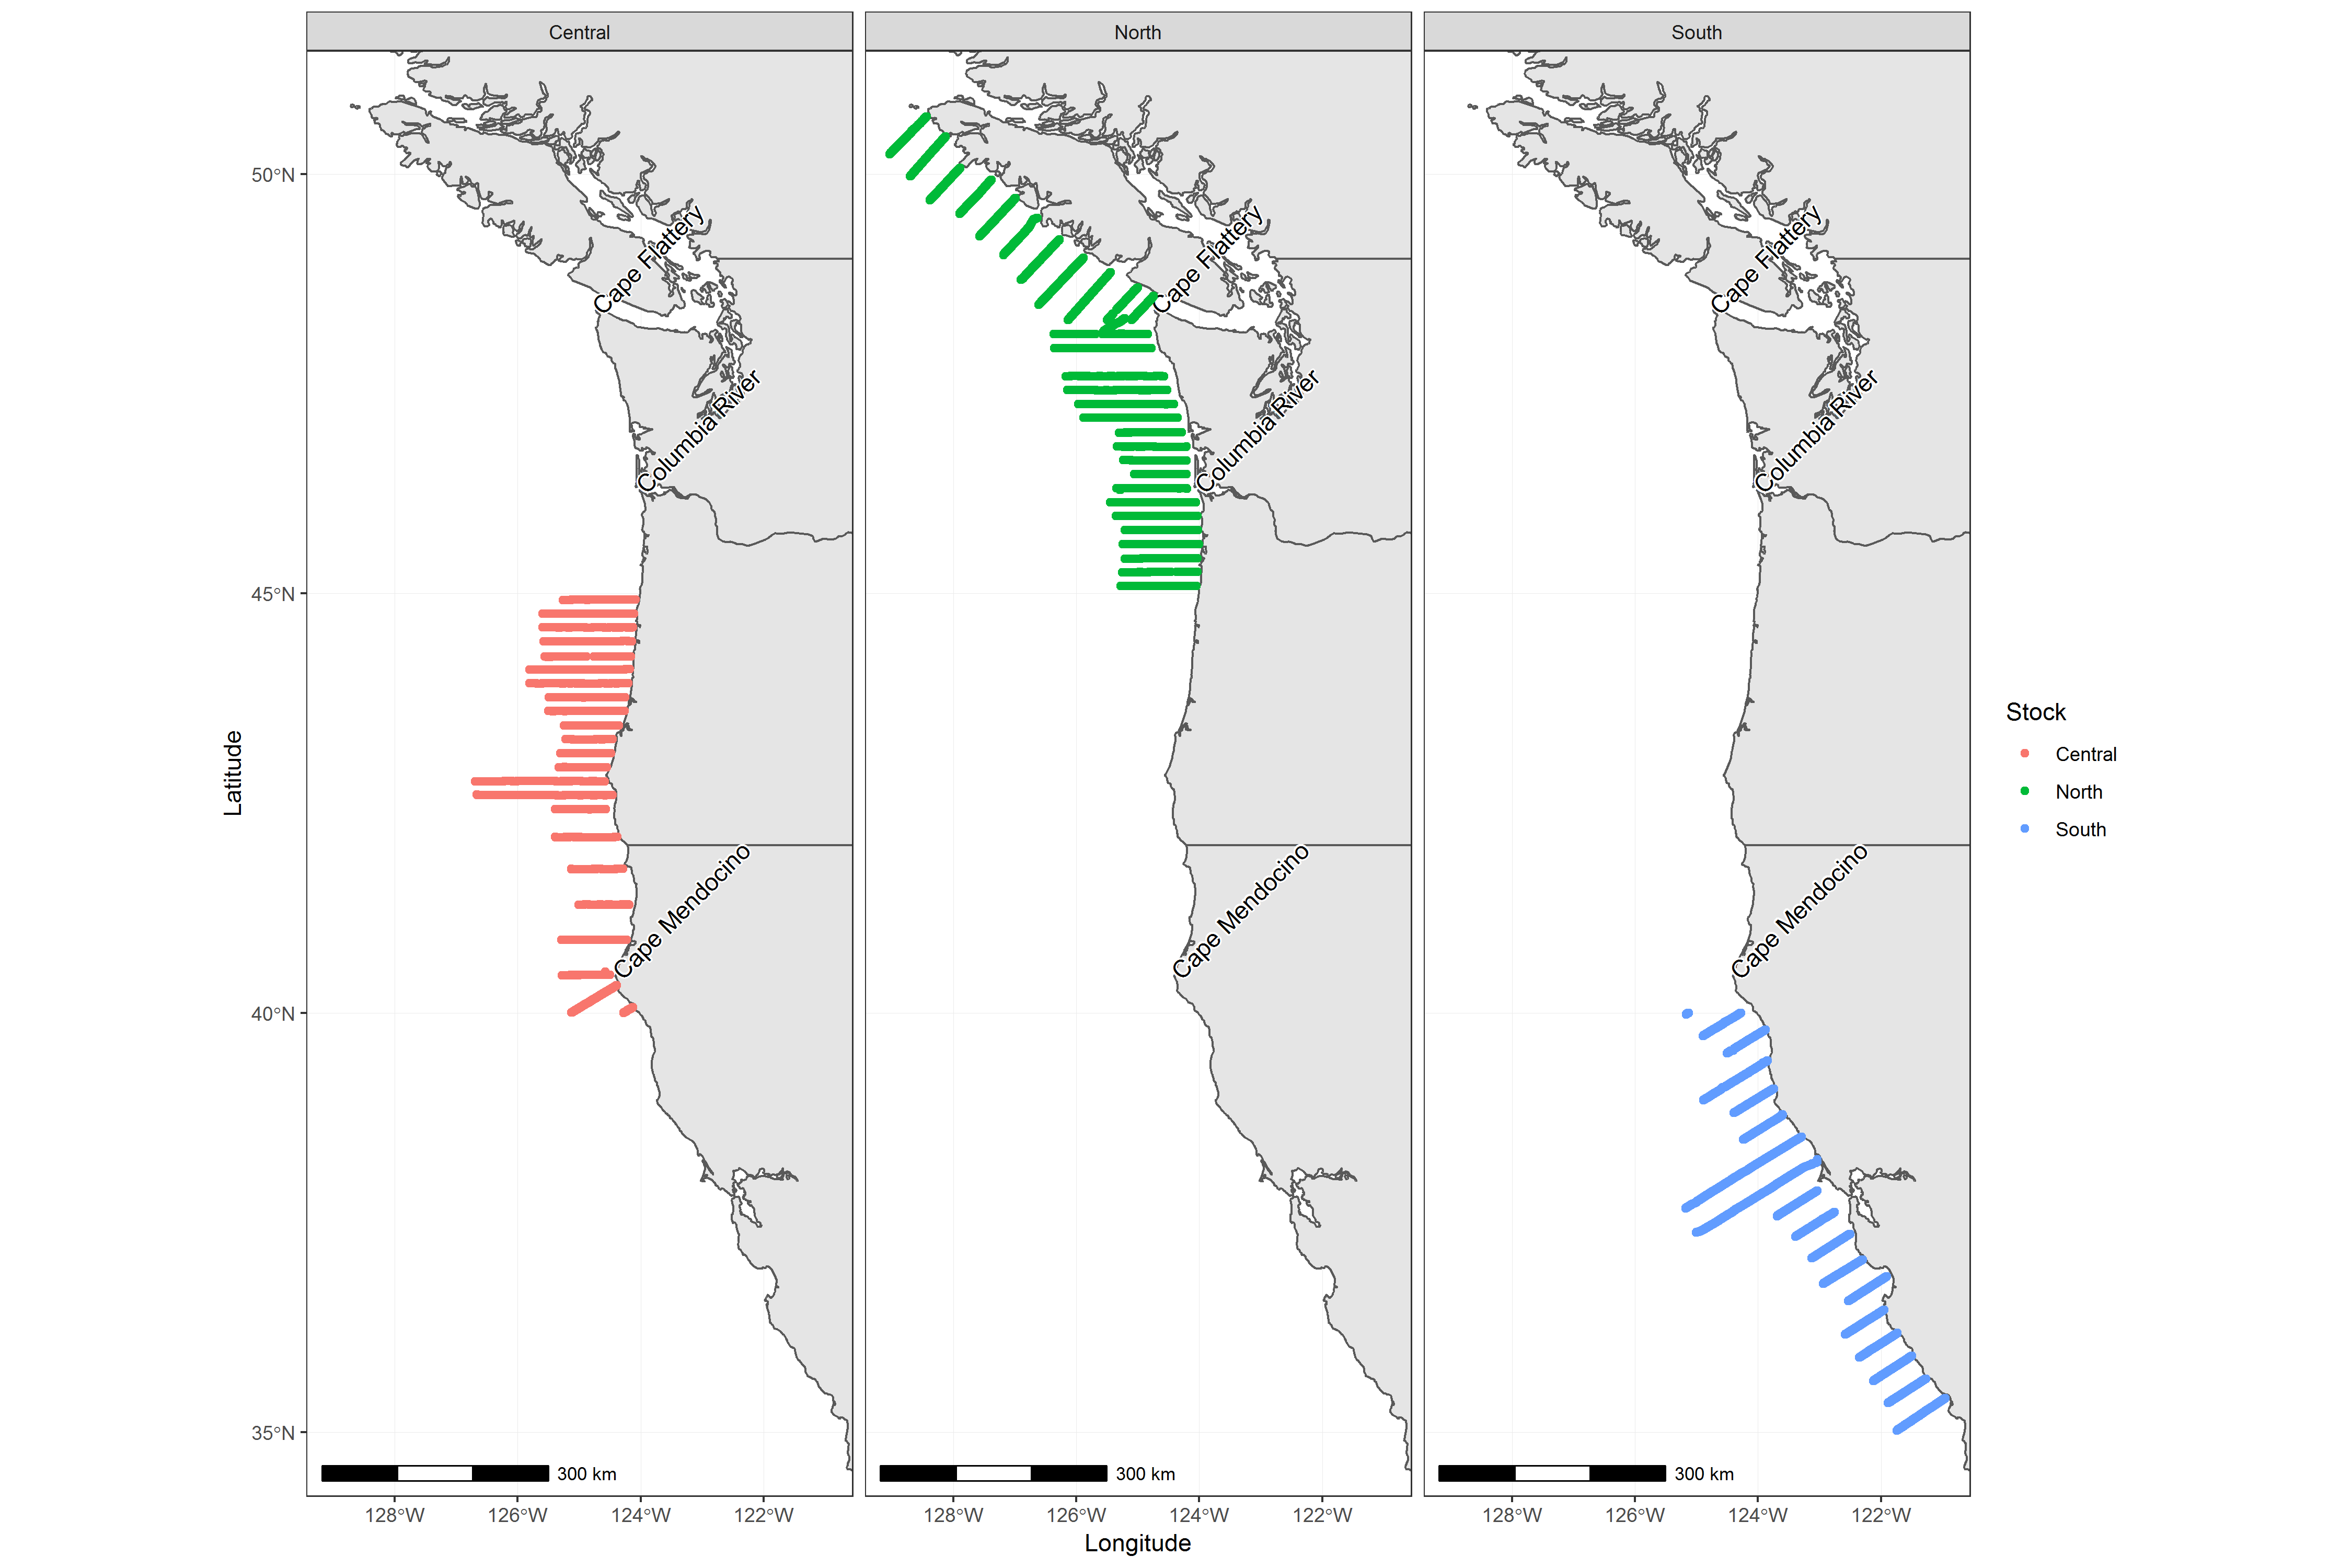 Central
North
South
50°N
45°N
40°N
35°N
Latitude
Cape Flattery
Columbia River
Cape Mendocino
300 km
Cape Flattery
Columbia River
Cape Mendocino
300 km
Cape Flattery
Columbia River
Cape Mendocino
300 km
128°W 126°W 124°W 122°W
128°W 126°W 124°W 122°W
128°W 126°W 124°W 122°W
Longitude
Stock
Central
North
South